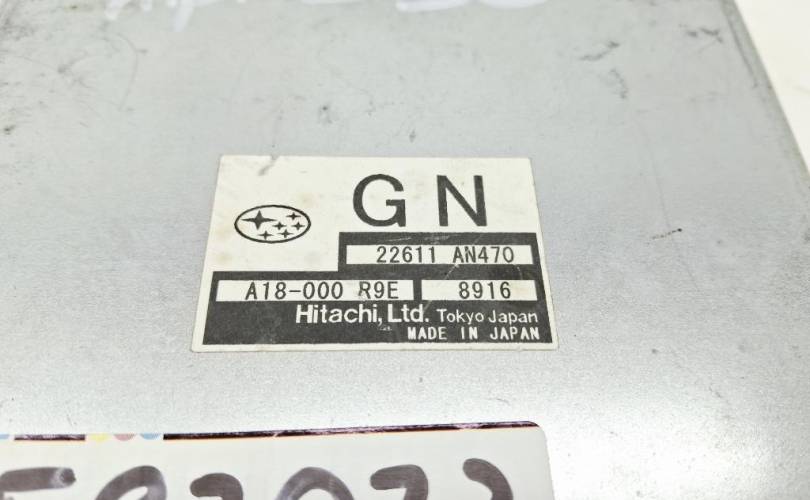 GN
22611 AN470
A18-000 R9E 8916
Hitachi, Ltd. Tokyo Japan
MADE IN JAPAN